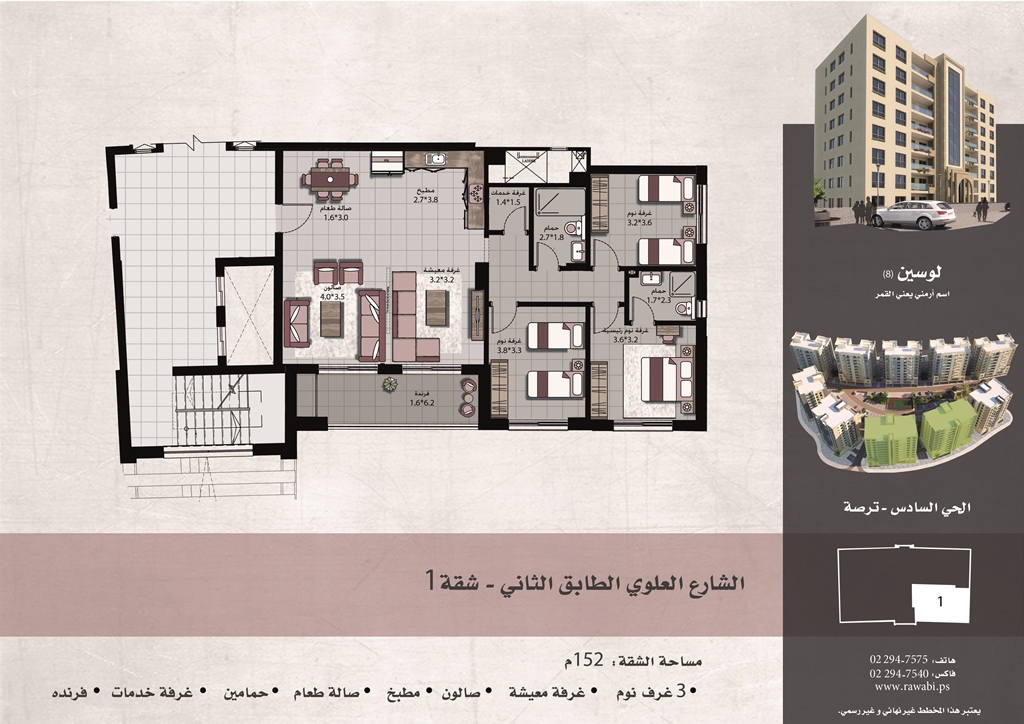 LADERE
غرفة خدمات
1.4*1.5
غرفة نوم
3.2*3.6
مطبخ
2.7*3.8
صالة طعام
1.6*3.0
حمام
2.7*1.8
غرفة معيشة
3.2*3.2
صالون
4.0*3.5
حمام
1.7*2.3
غرفة نوم رئيسية
3.6*3.2
غرفة نوم
3.8*3.3
فرندة
1.6*6.2
لوسين (8)
اسم أرمني يعني القمر
الحي السادس - ترصة
الشارع العلوي الطابق الثاني - شقة 1
1
مساحة الشقة: 152م
• 3 غرف نوم • غرفة معيشة • صالون • مطبخ • صالة طعام • حمامين • غرفة خدمات • فرنده
هاتف: 02 294-7575
فاكس: 02 294-7540
www.rawabi.ps
يعتبر هذا المخطط غير نهائي و غير رسمي.